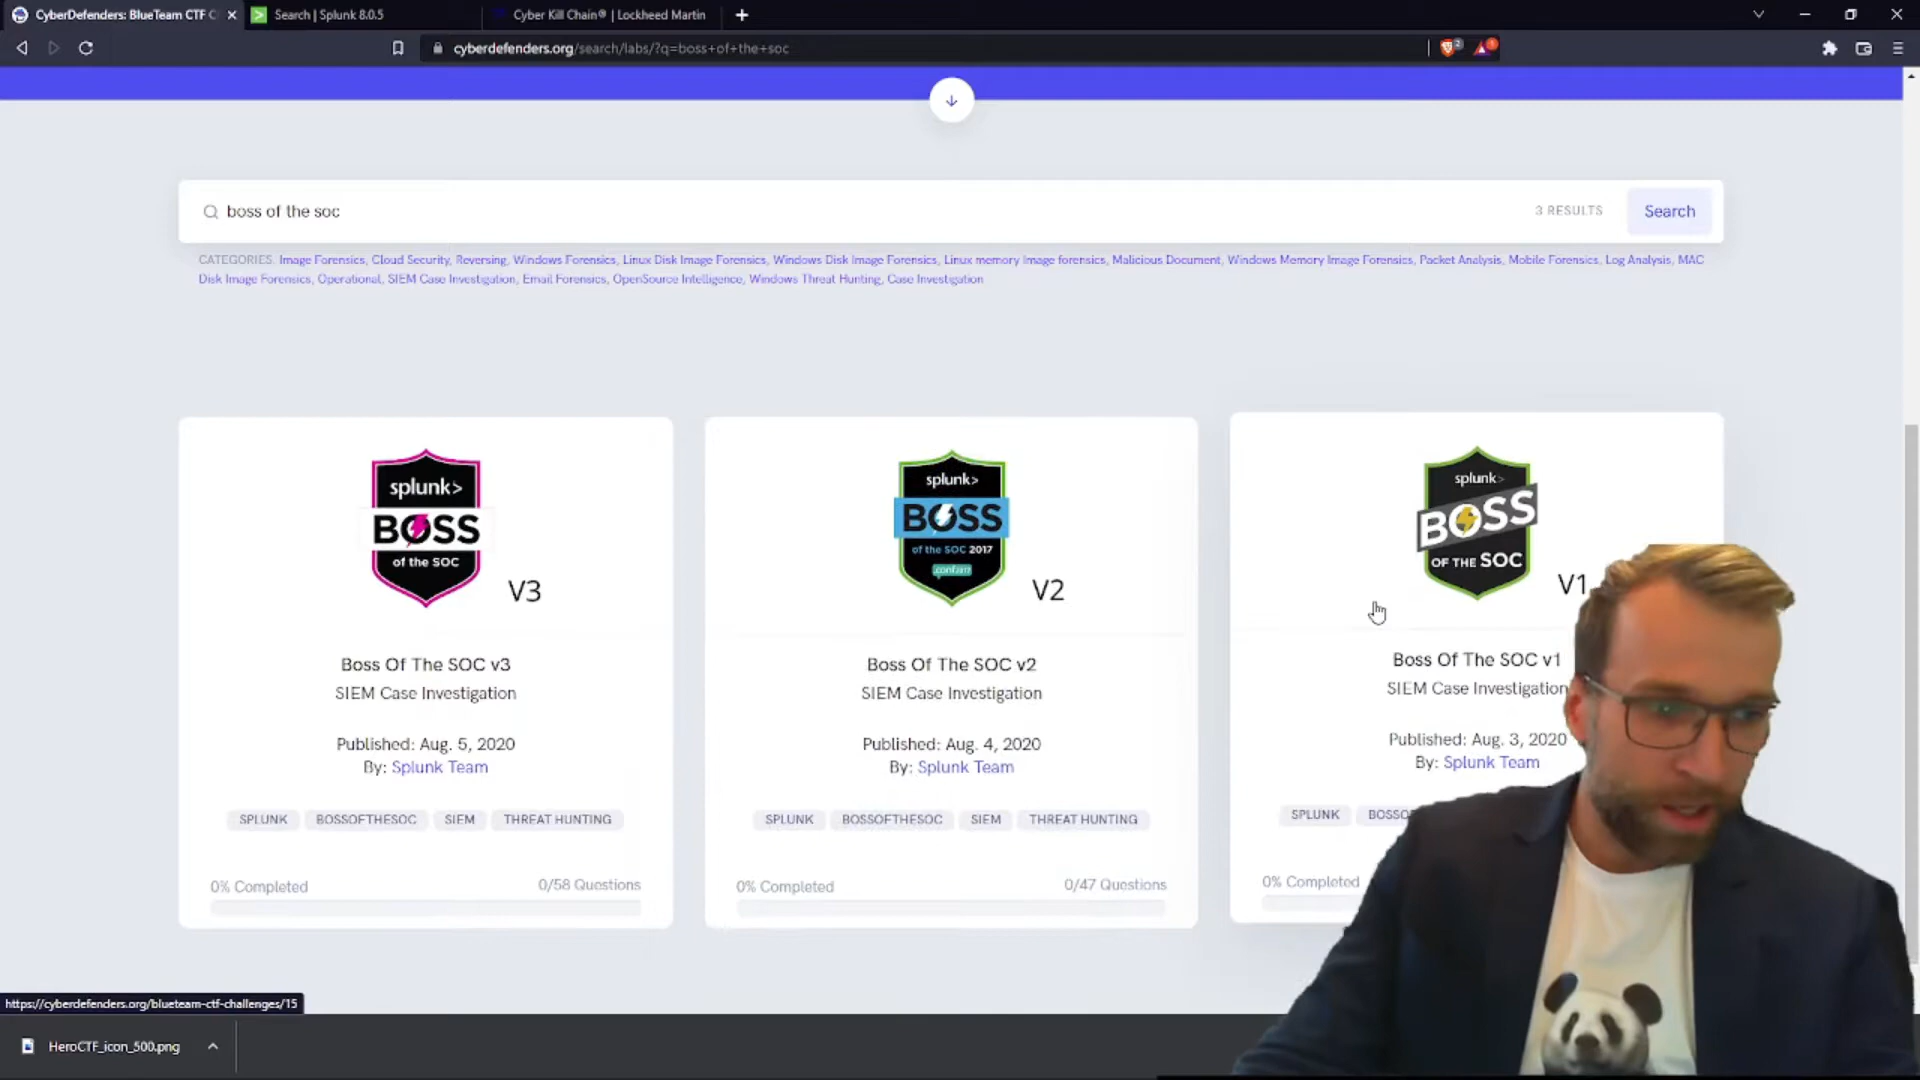 CyberDefenders: BlueTeam CTF C
Search | Splunk 8.0.5
Cyber Kill Chain® | Lockheed Martin
cyberdefenders.org/search/labs/?q=boss+of+the+soc
2
1
boss of the soc
3 RESULTS
Search
CATEGORIES. Image Forensics, Cloud Security, Reversing, Windows Forensics, Linux Disk Image Forensics, Windows Disk Image Forensics, Linux memory Image forensics, Malicious Document, Windows Memory Image Forensics, Packet Analysis, Mobile Forensics, Log Analysis, MAC
Disk Image Forensics, Operational, SIEM Case Investigation, Email Forensics, OpenSource Intelligence, Windows Threat Hunting, Case Investigation
splunk>
BOSS
of the SOC
V3
Boss Of The SOC v3
SIEM Case Investigation
Published: Aug. 5, 2020
By: Splunk Team
SPLUNK
BOSSOFTHESOC
SIEM
THREAT HUNTING
0% Completed
0/58 Questions
splunk>
BOSS
of the SOC 2017
.conf2017
V2
Boss Of The SOC v2
SIEM Case Investigation
Published: Aug. 4, 2020
By: Splunk Team
SPLUNK
BOSSOFTHESOC
SIEM
THREAT HUNTING
0% Completed
0/47 Questions
splunk>
BOSS
OF THE SOC
V1
Boss Of The SOC v1
SIEM Case Investigation
Published: Aug. 3, 2020
By: Splunk Team
SPLUNK
BOSSO
0% Completed
https://cyberdefenders.org/blueteam-ctf-challenges/15
HeroCTF_icon_500.png